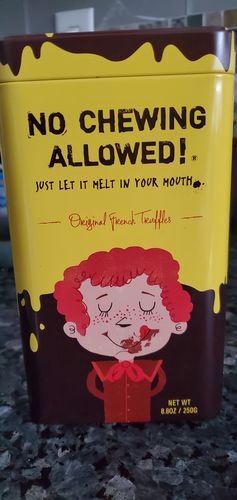 NO CHEWING
ALLOWED!®
JUST LET IT MELT IN YOUR MOUTH
Original French Truffles
NET WT
8.8OZ / 250G